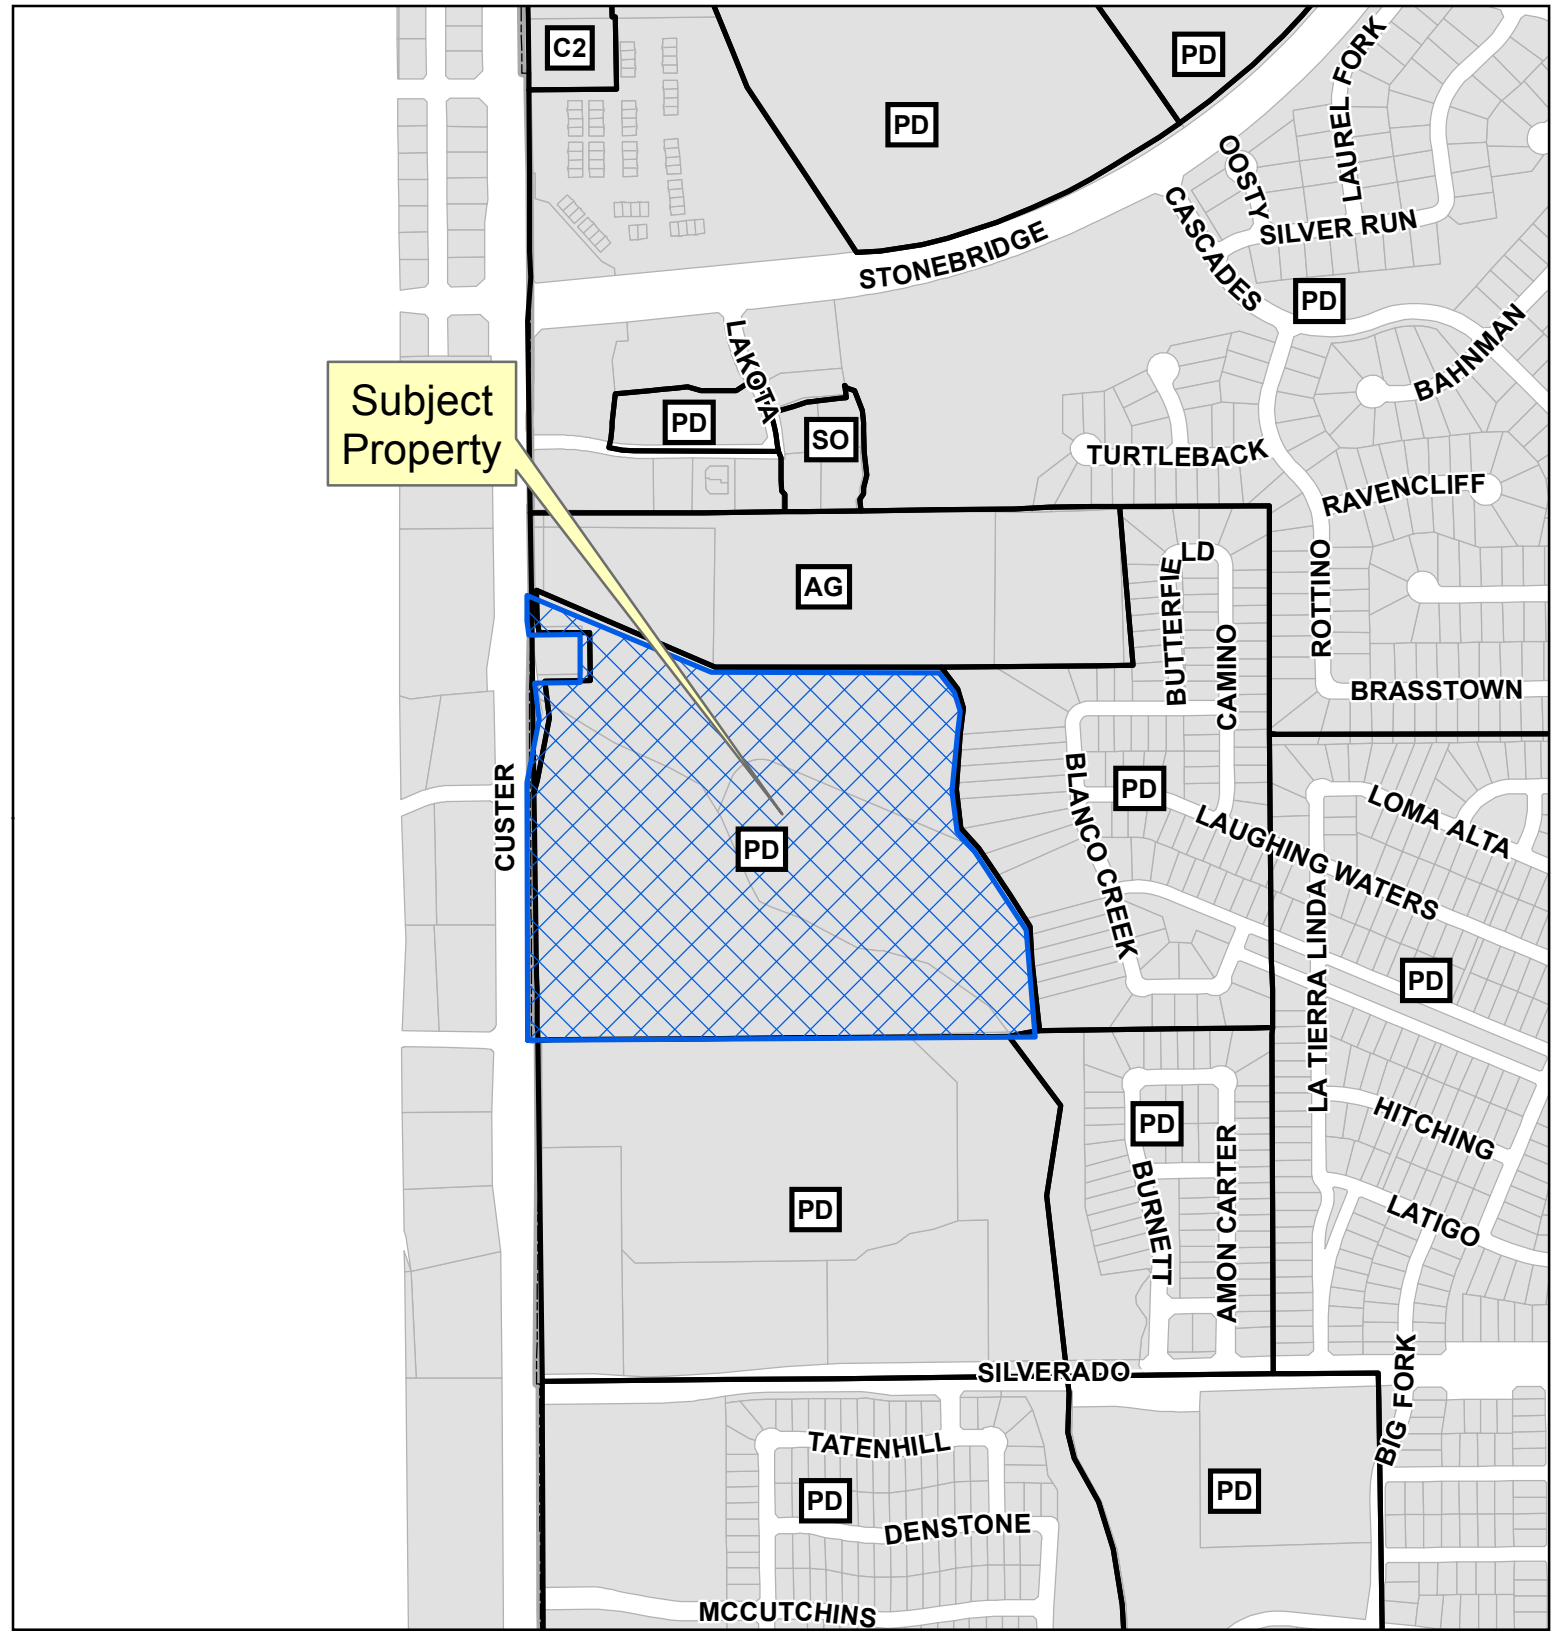 C2
PD
PD
LAUREL FORK
OOSTY
CASCADES
SILVER RUN
STONEBRIDGE
PD
BAHNMAN
LAKOTA
Subject
Property
PD
SO
TURTLEBACK
RAVENCLIFF
AG
BUTTERFIELD
CAMINO
ROTTINO
BRASSTOWN
CUSTER
PD
BLANCO CREEK
PD
LAUGHING WATERS
LOMA ALTA
LA TIERRA LINDA
PD
HITCHING
PD
BURNETT
AMON CARTER
LATIGO
PD
SILVERADO
BIG FORK
TATENHILL
PD
DENSTONE
PD
MCCUTCHINS